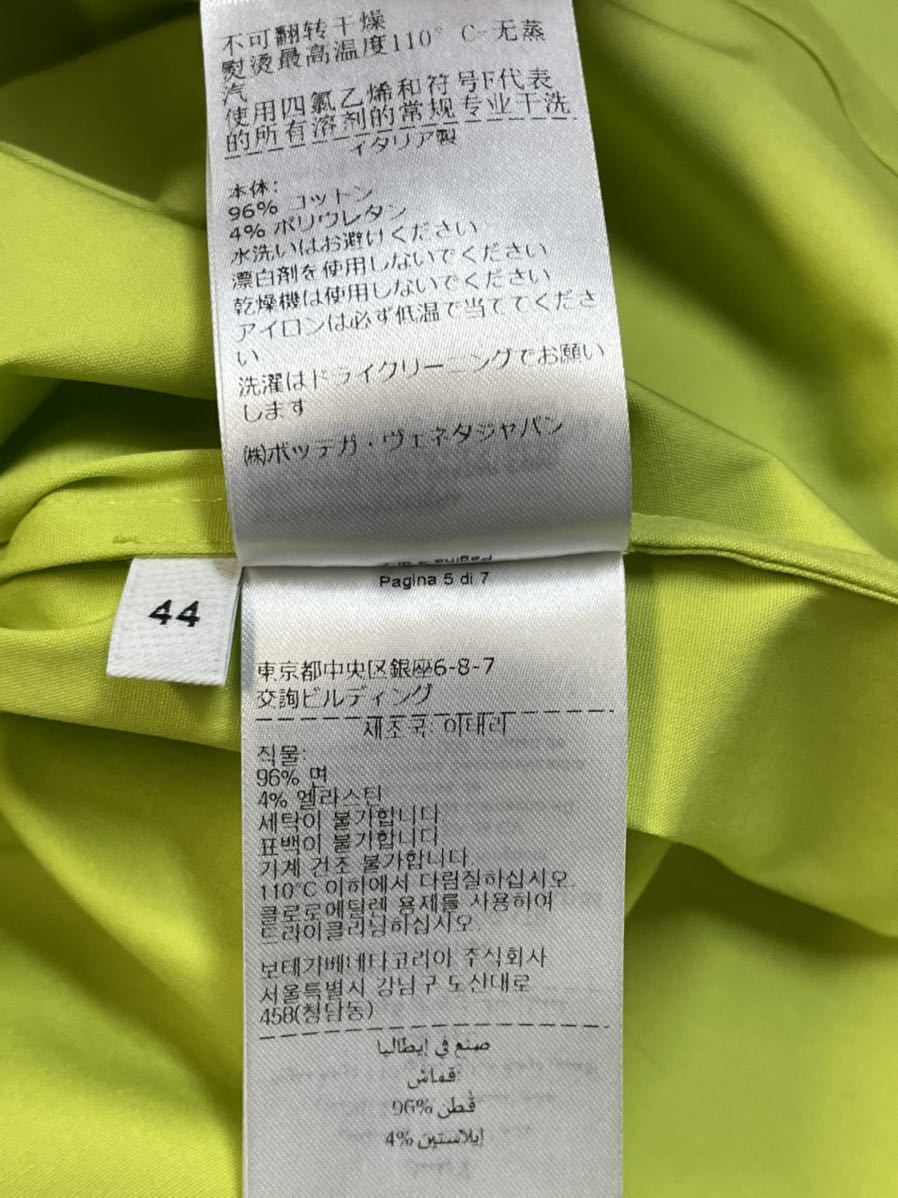 不可翻转干燥
熨烫最高温度110° C-无蒸
汽
使用四氯乙烯和符号F代表
的所有溶剂的常规专业干洗
イタリア製
本体:
96% コットン
4% ポリウレタン
水洗いはお避けください
漂白剤を使用しないでください
乾燥機は使用しないでください
アイロンは必ず低温で当ててくださ
い
洗濯はドライクリーニングでお願い
します
㈱ボッテガ・ヴェネタジャパン
Pagina 5 di 7
44
東京都中央区銀座6-8-7
交詢ビルディング
제조국: 이태리
직물:
96% 면
4% 엘라스틴
세탁이 불가합니다
표백이 불가합니다
기계 건조 불가합니다
110°C 이하에서 다림질하십시오.
클로로에틸렌 용제를 사용하여
드라이클리닝하십시오.
보테가베네타코리아 주식회사
서울특별시 강남구 도산대로
458(청담동)
صنع في إيطاليا
قماش
96% قطن
4% إيلاستين